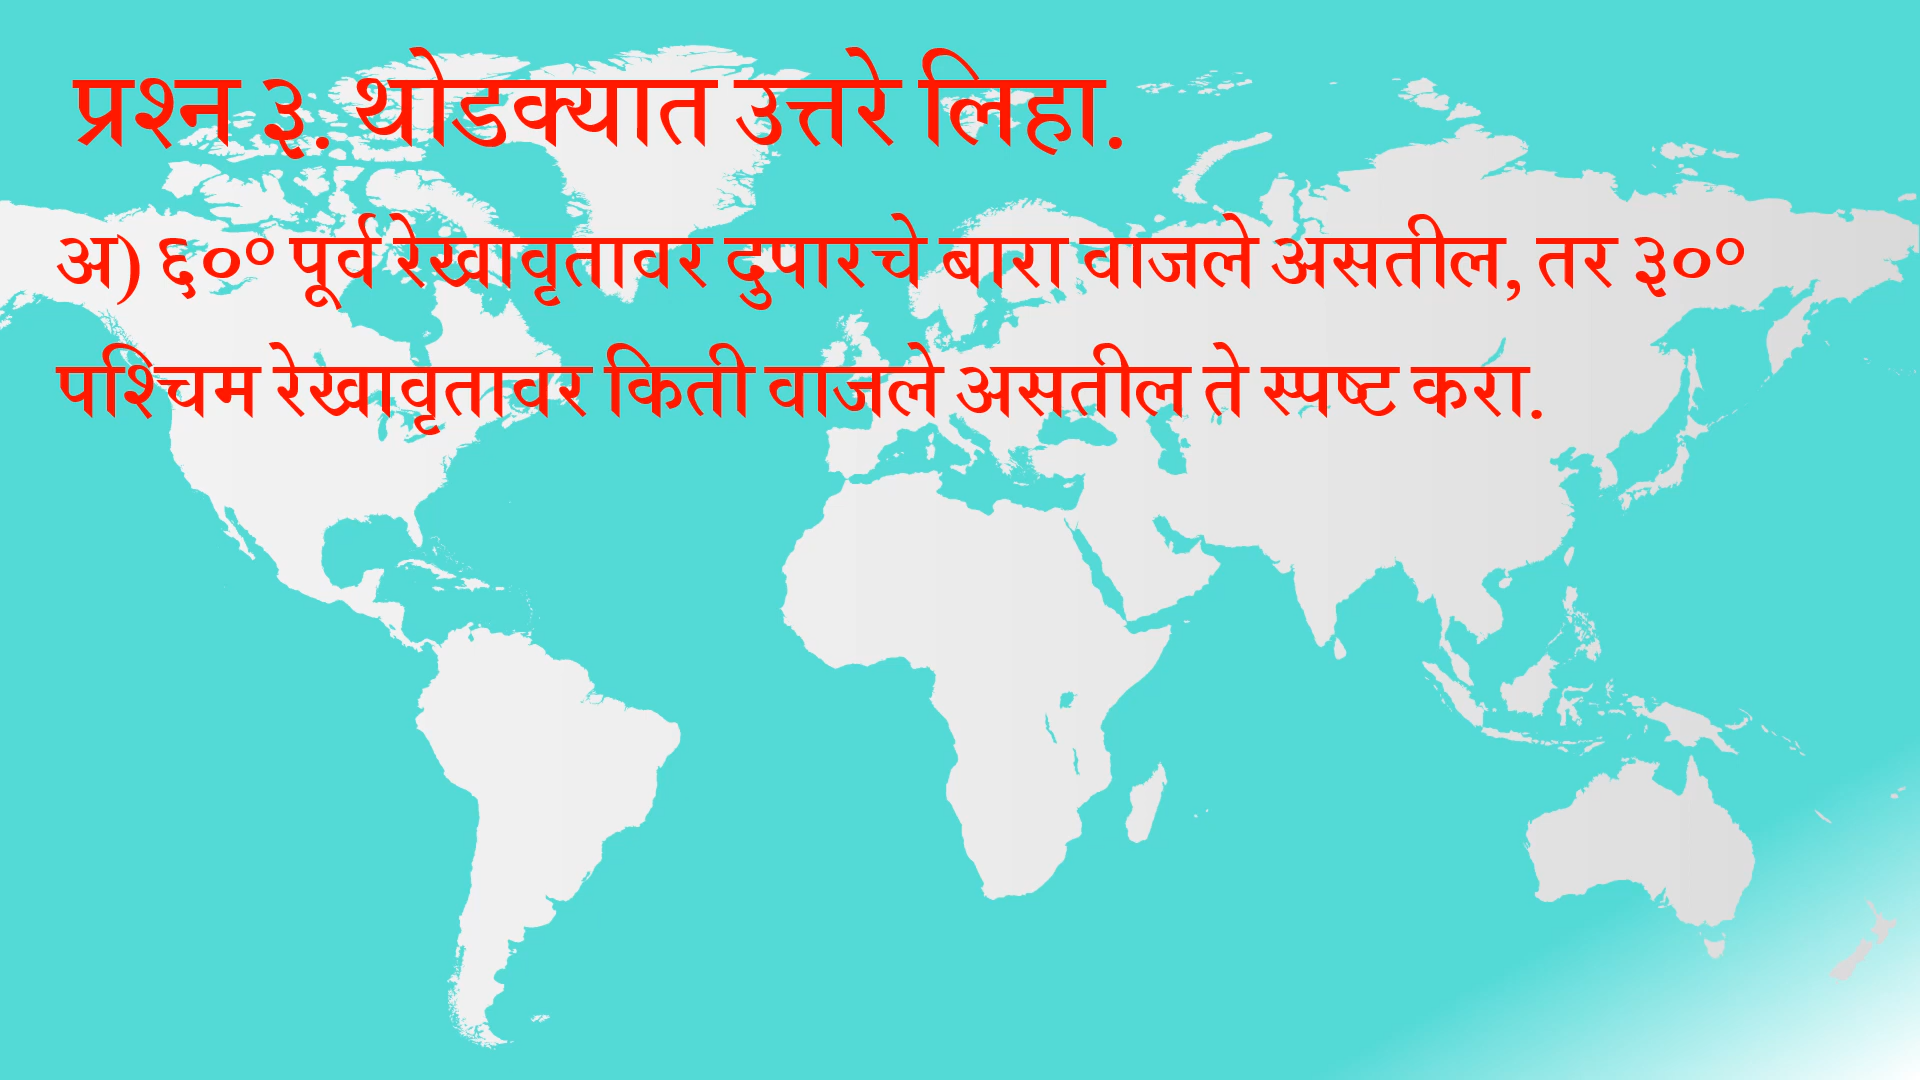 प्रश्न ३. थोडक्यात उत्तरे लिहा.
अ) ६०° पूर्व रेखावृतावर दुपारचे बारा वाजले असतील, तर ३०°
पश्चिम रेखावृतावर किती वाजले असतील ते स्पष्ट करा.